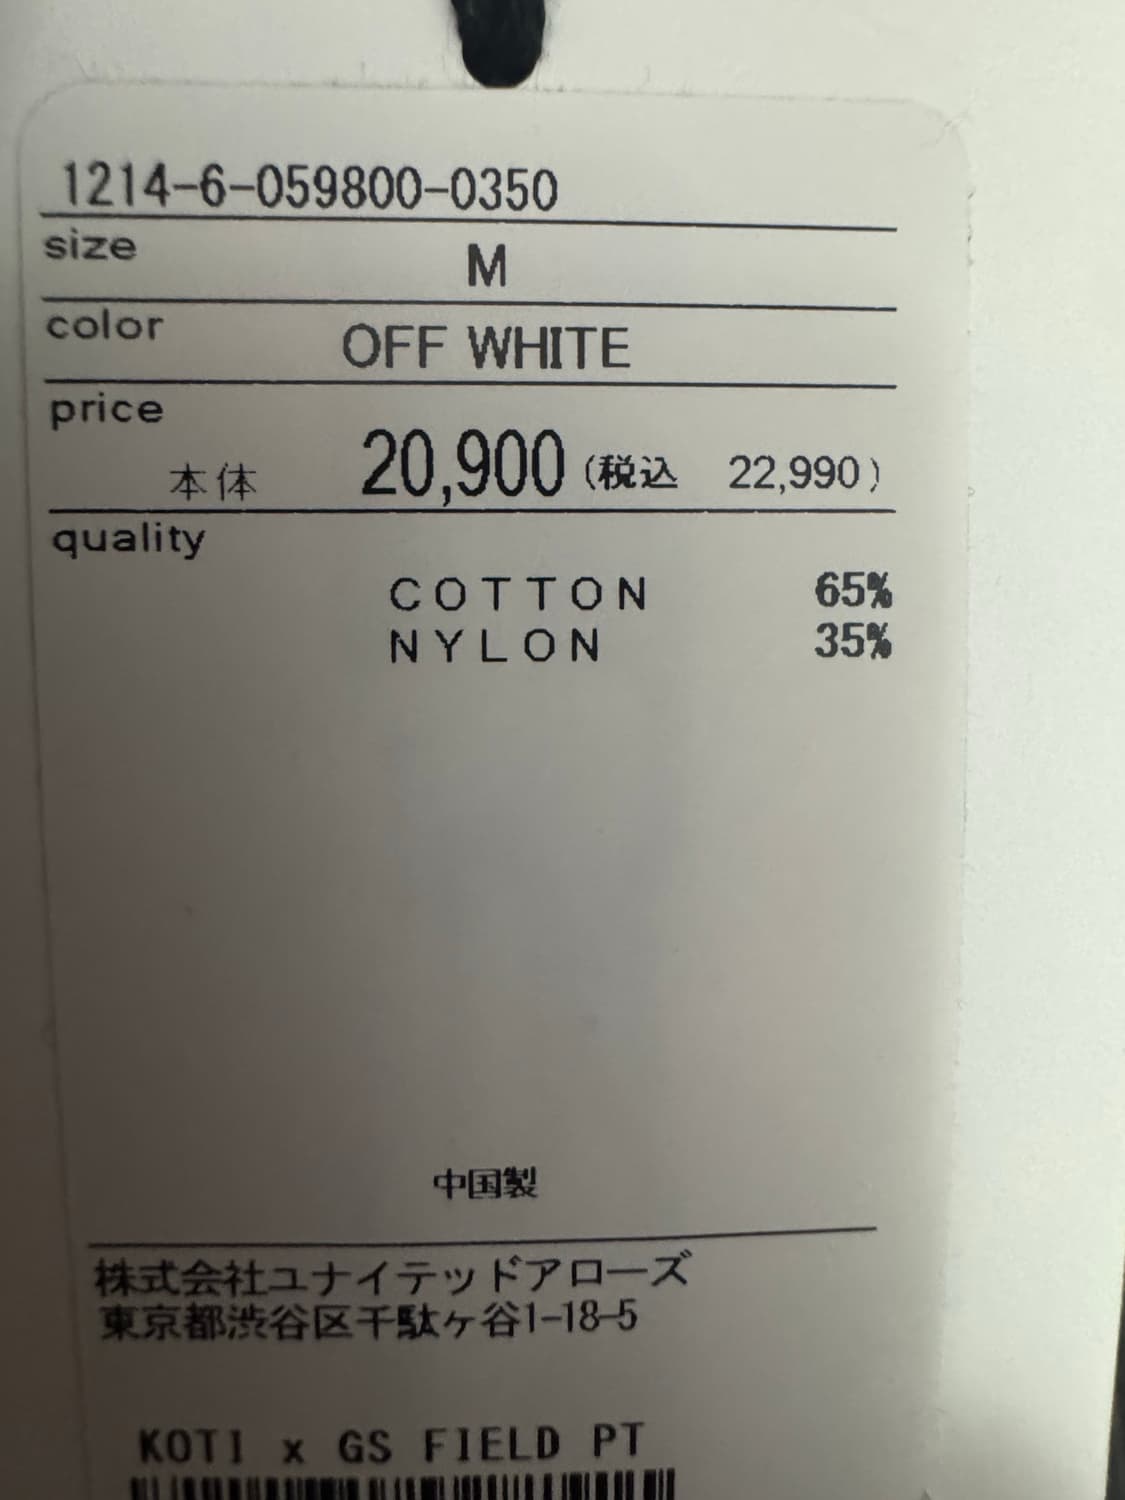 1214-6-059800-0350
size M
color OFF WHITE
price
本体 20,900 (税込 22,990)
quality
COTTON 65%
NYLON 35%
中国製
株式会社ユナイテッドアローズ
東京都渋谷区千駄ヶ谷1-18-5
KOTI x GS FIELD PT